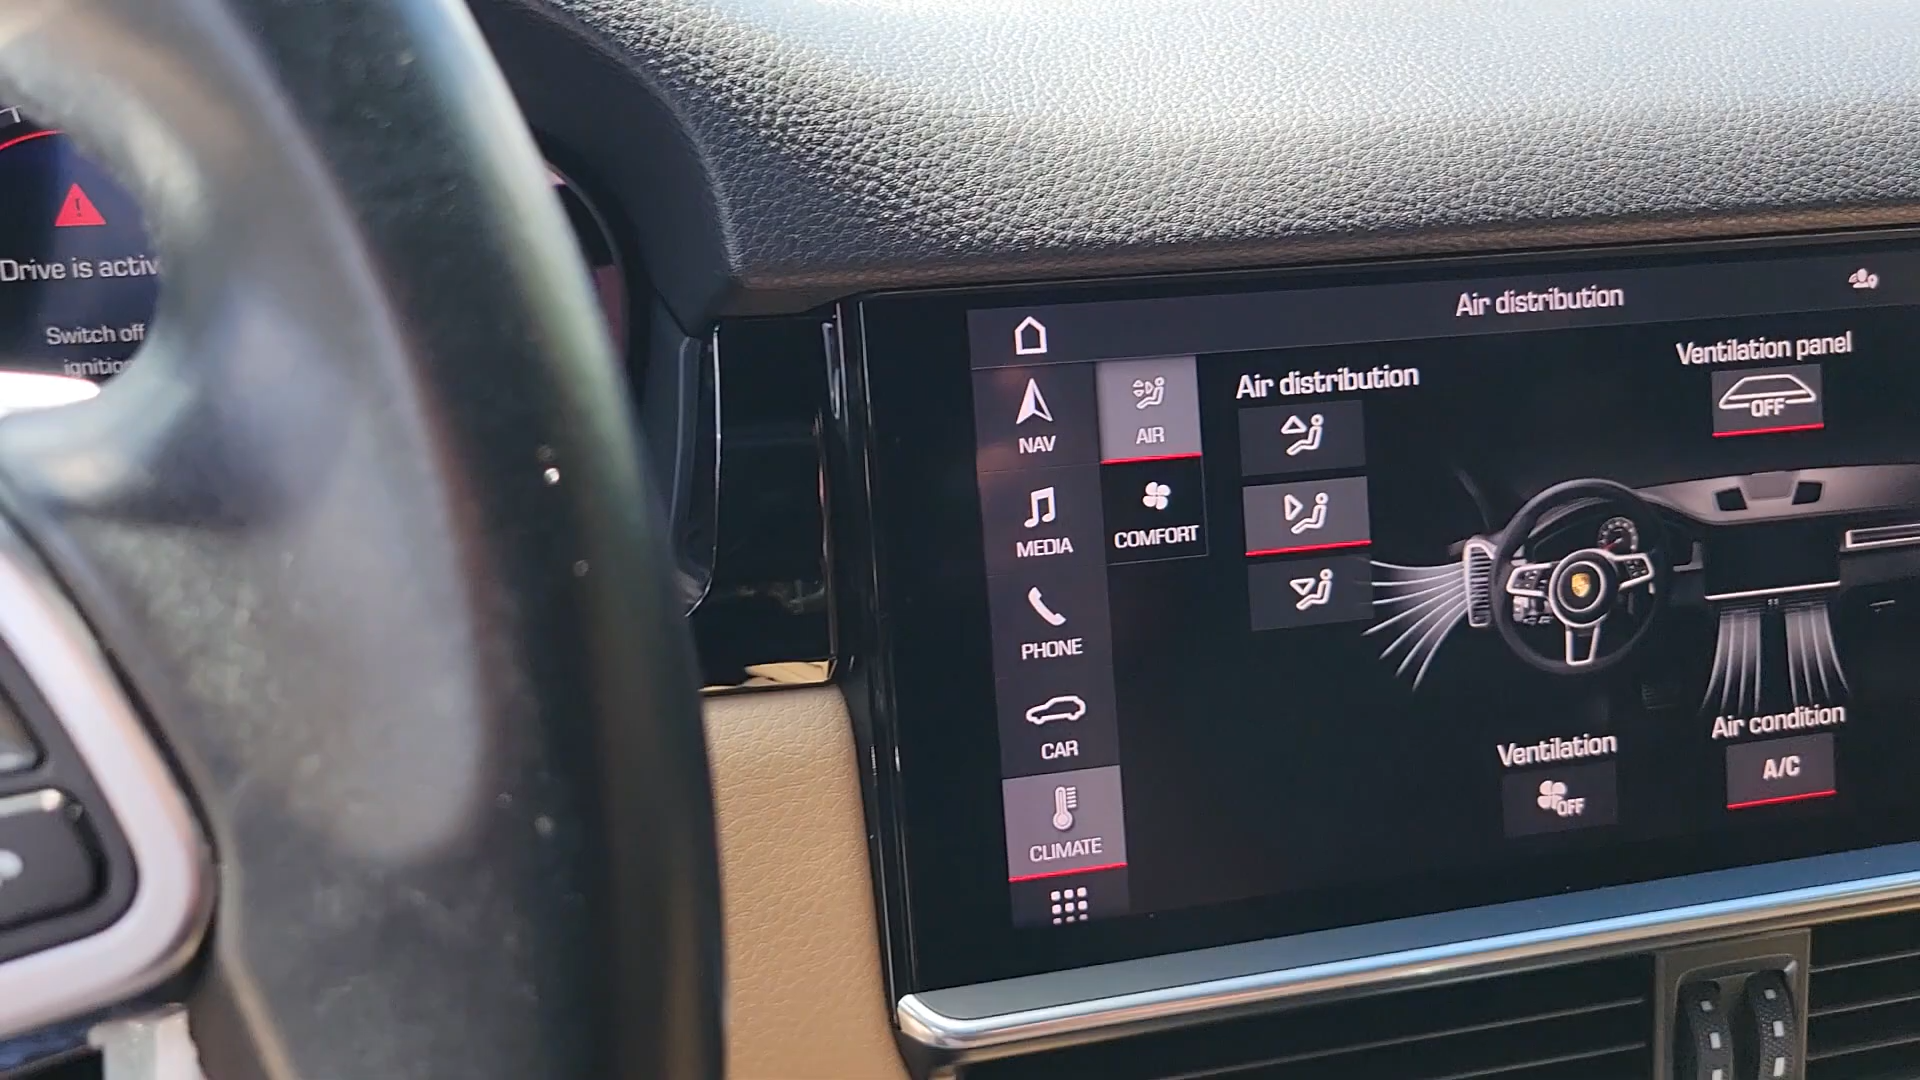 Drive is activ
Switch off
ignition
Air distribution
NAV
MEDIA
PHONE
CAR
CLIMATE
AIR
COMFORT
Air distribution
Ventilation panel
OFF
Ventilation
OFF
Air condition
A/C